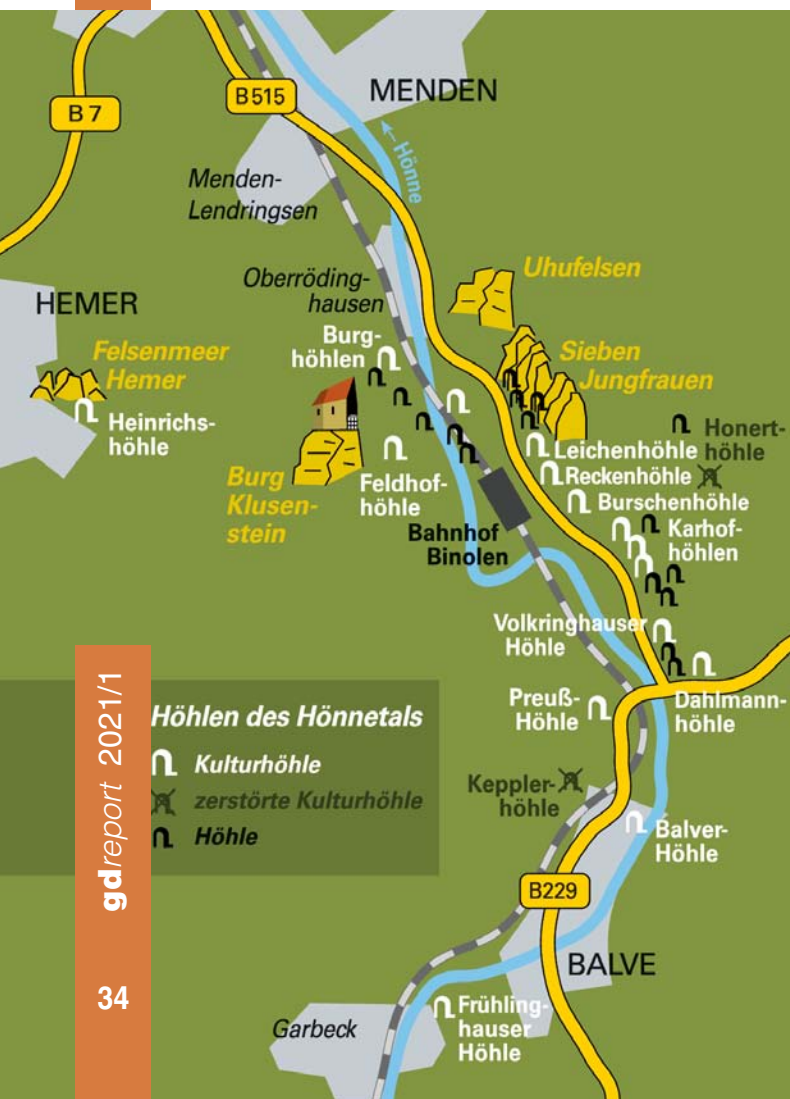 B 7
B 515
MENDEN
Hönne
Menden-
Lendringsen
Oberröding-
hausen
Uhufelsen
HEMER
Felsenmeer
Hemer
Heinrichs-
höhle
Burg-
höhlen
Sieben
Jungfrauen
Burg
Klusen-
stein
Feldhof-
höhle
Leichenhöhle
Honert-
höhle
Reckenhöhle
Burschenhöhle
Karhof-
höhlen
Bahnhof
Binolen
Volkringhauser
Höhle
Preuß-
Höhle
Dahlmann-
höhle
Keppler-
höhle
Balver-
Höhle
B229
BALVE
Frühling-
hauser
Höhle
Garbeck
Höhlen des Hönnetals
Kulturhöhle
zerstörte Kulturhöhle
Höhle
gdreport 2021/1
34